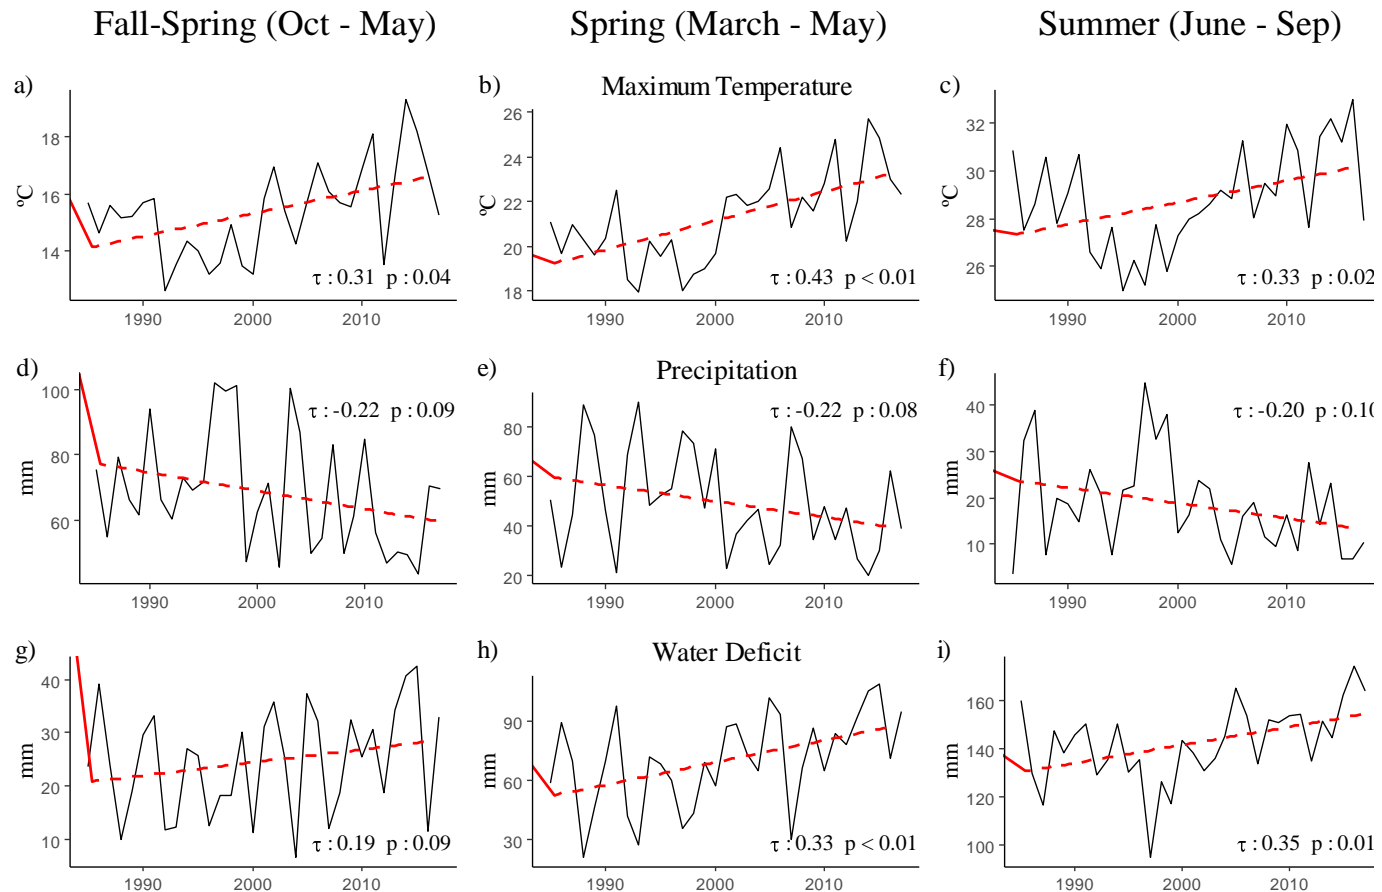 Fall-Spring (Oct - May) Spring (March - May) Summer (June - Sep)
a) b) Maximum Temperature c)
ºC
18
16
14
τ : 0.31 p : 0.04
1990 2000 2010
ºC
26
24
22
20
18
τ : 0.43 p < 0.01
1990 2000 2010
ºC
32
30
28
26
τ : 0.33 p : 0.02
1990 2000 2010
d) e) Precipitation f)
mm
100
80
60
τ : -0.22 p : 0.09
1990 2000 2010
mm
80
60
40
20
τ : -0.22 p : 0.08
1990 2000 2010
mm
40
30
20
10
τ : -0.20 p : 0.10
1990 2000 2010
g) h) Water Deficit i)
mm
40
30
20
10
τ : 0.19 p : 0.09
1990 2000 2010
mm
90
60
30
τ : 0.33 p < 0.01
1990 2000 2010
mm
160
140
120
100
τ : 0.35 p : 0.01
1990 2000 2010